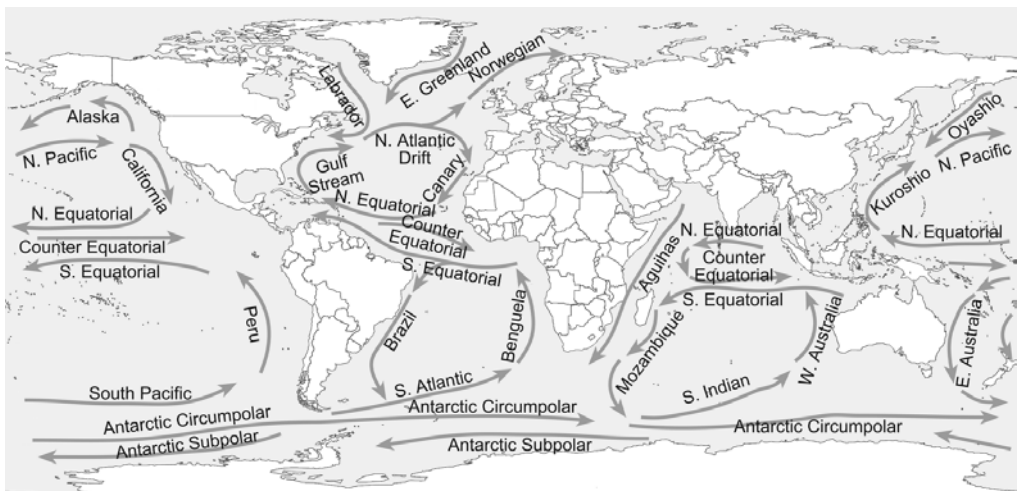 E. Greenland
Norwegian
Labrador
Alaska
N. Pacific
California
Gulf
Stream
N. Atlantic
Drift
Canary
Oyashio
N. Pacific
Kuroshio
N. Equatorial
Counter Equatorial
S. Equatorial
N. Equatorial
Counter
Equatorial
S. Equatorial
Aguihas
N. Equatorial
Counter
Equatorial
S. Equatorial
N. Equatorial
Peru
Brazil
Benguela
Mozambique
W. Australia
E. Australia
South Pacific
S. Atlantic
S. Indian
Antarctic Circumpolar
Antarctic Circumpolar
Antarctic Circumpolar
Antarctic Subpolar
Antarctic Subpolar